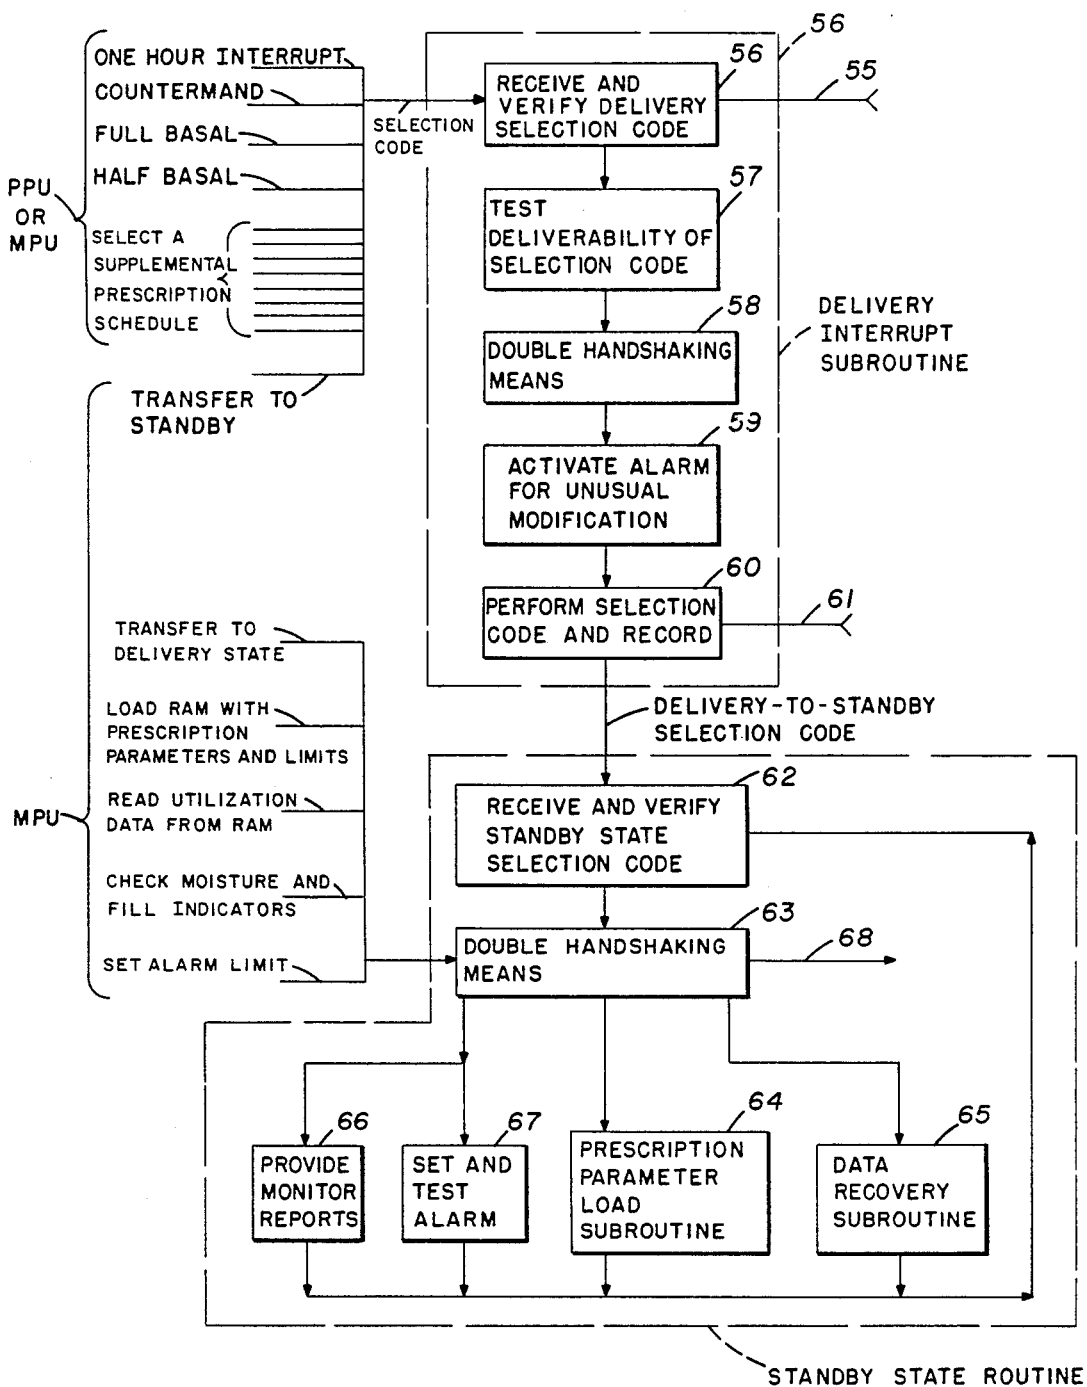 56
ONE HOUR INTERRUPT
COUNTERMAND
FULL BASAL
HALF BASAL
PPU
OR
MPU
SELECT A
SUPPLEMENTAL
PRESCRIPTION
SCHEDULE
TRANSFER TO
STANDBY
SELECTION
CODE
56
RECEIVE AND
VERIFY DELIVERY
SELECTION CODE
55
57
TEST
DELIVERABILITY OF
SELECTION CODE
58
DOUBLE HANDSHAKING
MEANS
DELIVERY
INTERRUPT
SUBROUTINE
59
ACTIVATE ALARM
FOR UNUSUAL
MODIFICATION
60
PERFORM SELECTION
CODE AND RECORD
61
DELIVERY-TO-STANDBY
SELECTION CODE
MPU
TRANSFER TO
DELIVERY STATE
LOAD RAM WITH
PRESCRIPTION
PARAMETERS AND LIMITS
READ UTILIZATION
DATA FROM RAM
CHECK MOISTURE AND
FILL INDICATORS
SET ALARM LIMIT
62
RECEIVE AND VERIFY
STANDBY STATE
SELECTION CODE
63
DOUBLE HANDSHAKING
MEANS
68
66
PROVIDE
MONITOR
REPORTS
67
SET AND
TEST
ALARM
64
PRESCRIPTION
PARAMETER
LOAD
SUBROUTINE
65
DATA
RECOVERY
SUBROUTINE
STANDBY STATE ROUTINE